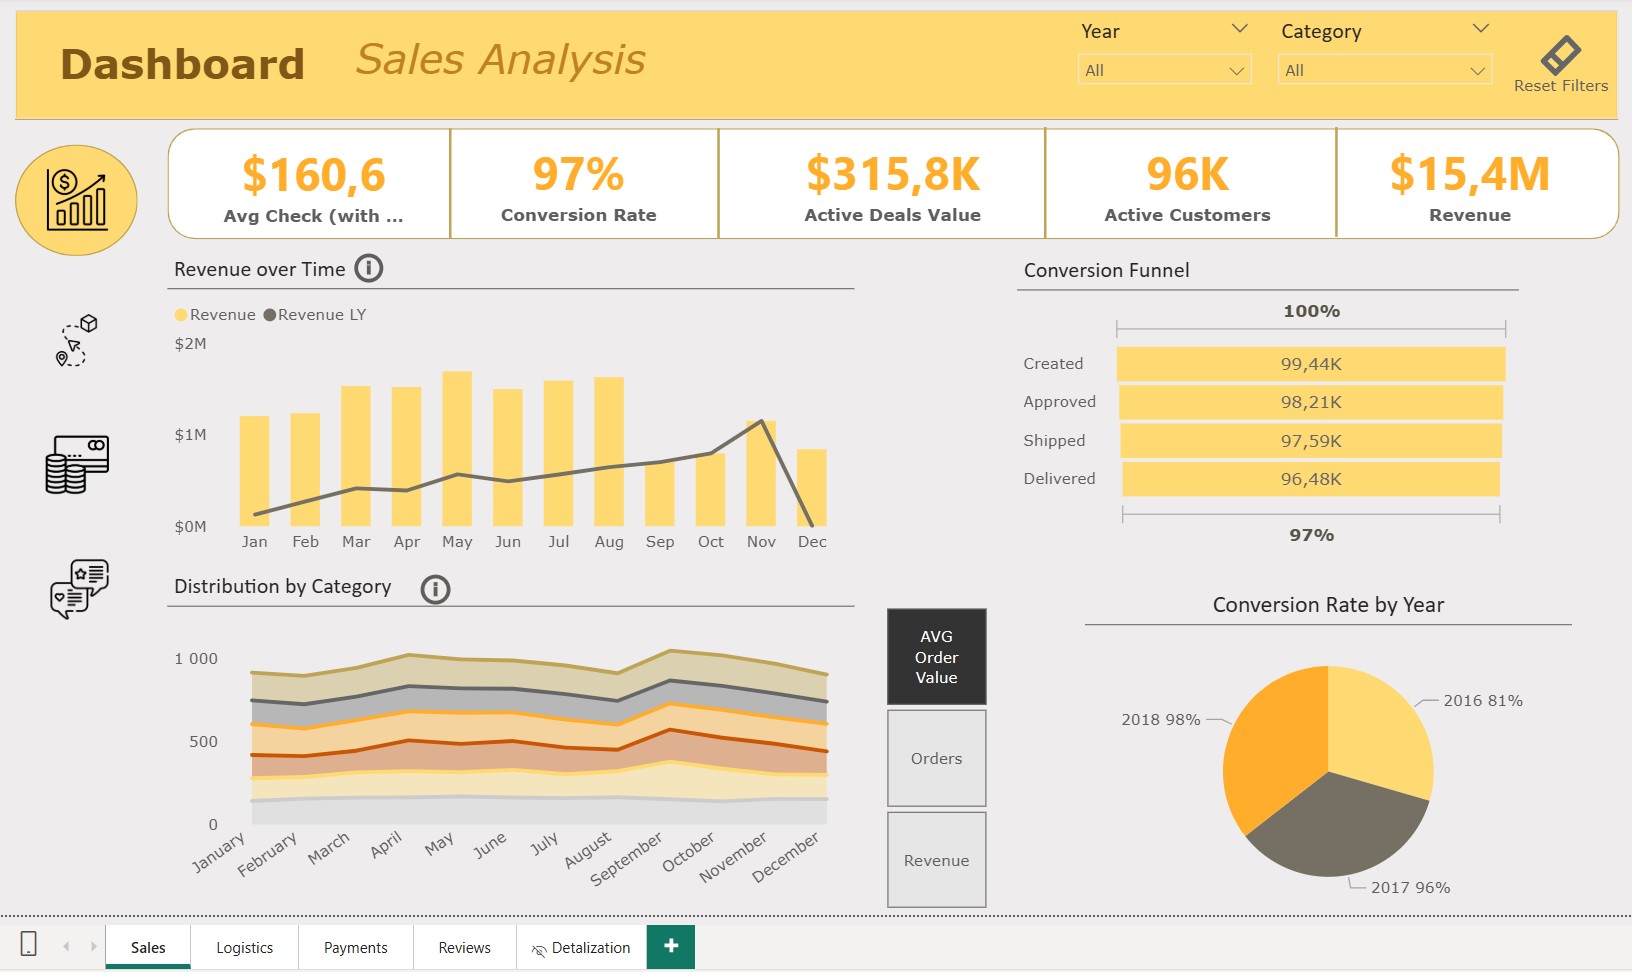 Dashboard
Sales Analysis
Year
Category
All
All
Reset Filters
$160,6
Avg Check (with ...
97%
Conversion Rate
$315,8K
Active Deals Value
96K
Active Customers
$15,4M
Revenue
Revenue over Time
Revenue Revenue LY
$2M
$1M
$0M
Jan Feb Mar Apr May Jun Jul Aug Sep Oct Nov Dec
Conversion Funnel
100%
Created 99,44K
Approved 98,21K
Shipped 97,59K
Delivered 96,48K
97%
Distribution by Category
1 000
500
0
January February March April May June July August September October November December
AVG
Order
Value
Orders
Revenue
Conversion Rate by Year
2016 81%
2018 98%
2017 96%
Sales Logistics Payments Reviews Detalization +